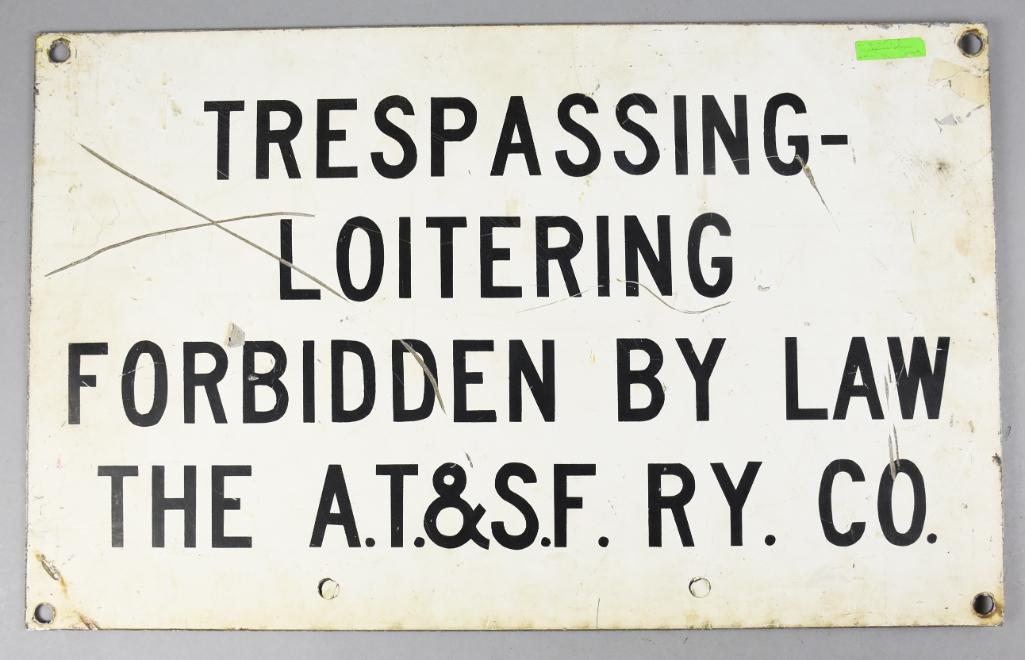 TRESPASSING-
LOITERING
FORBIDDEN BY LAW
THE A.T.&S.F. RY. CO.